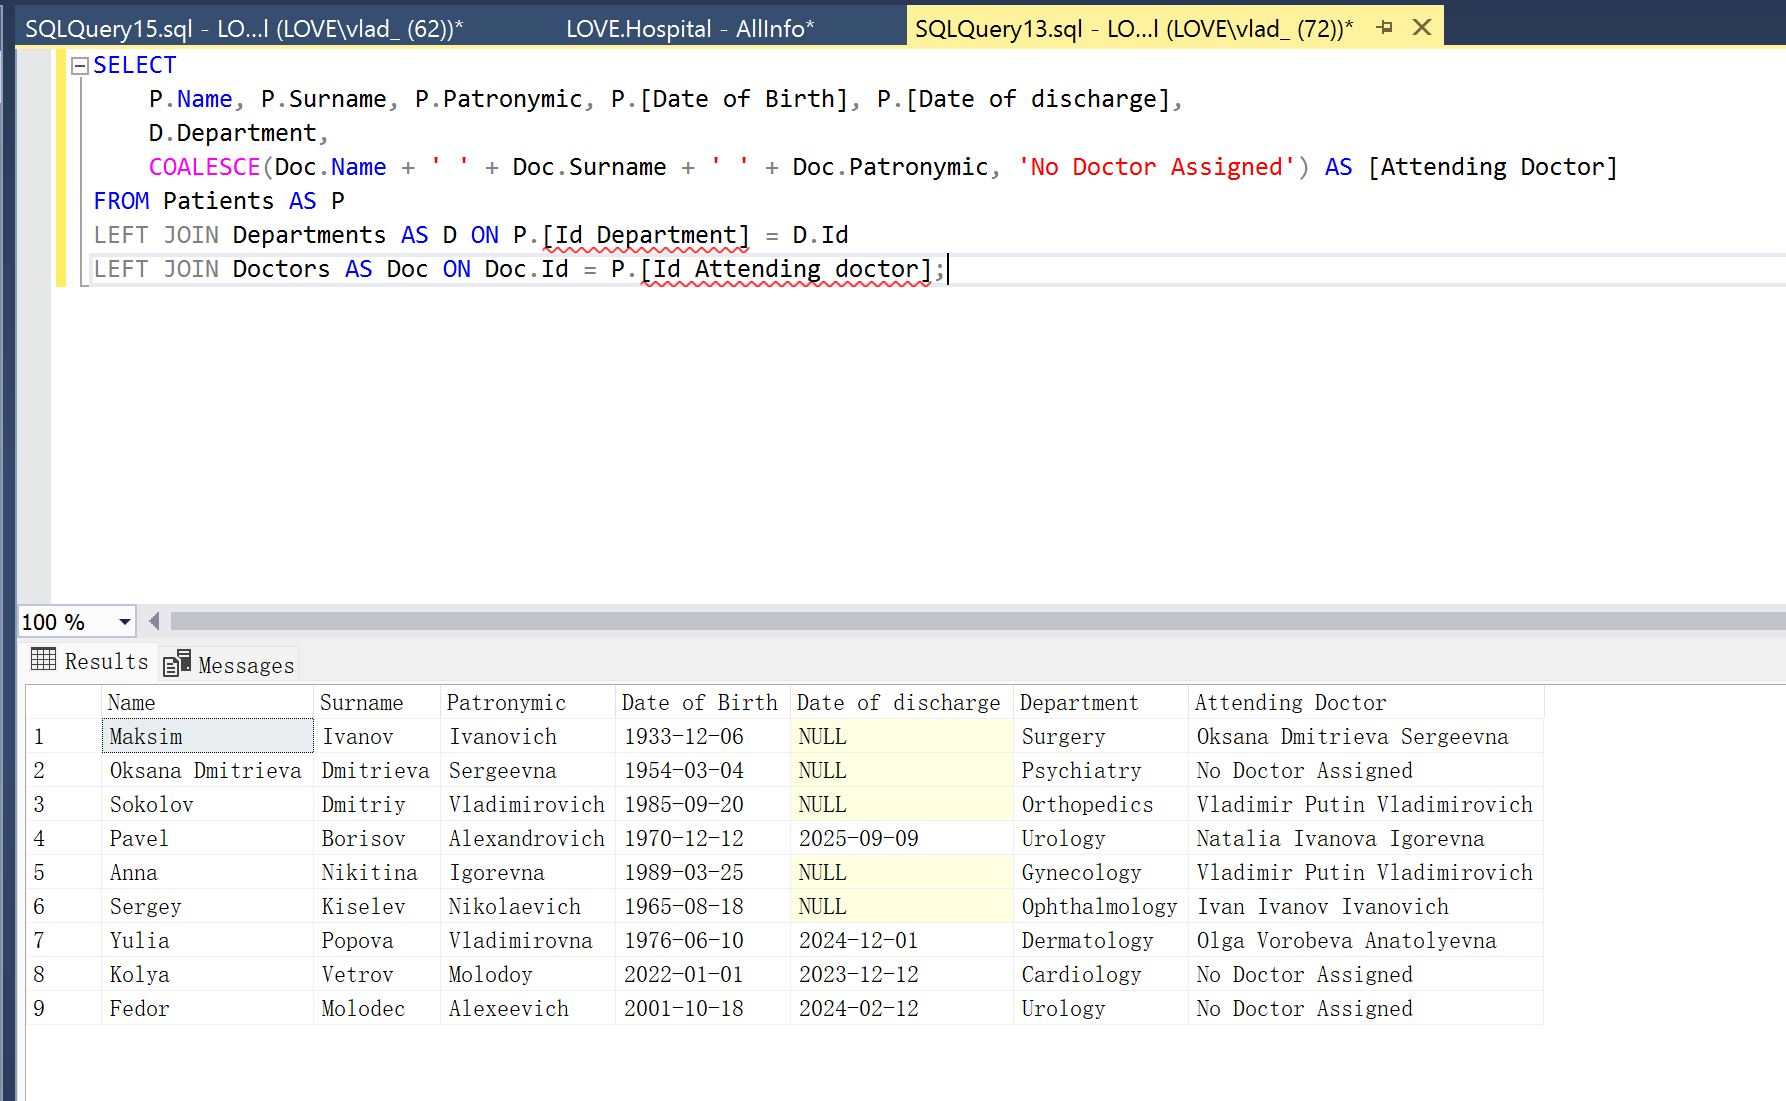 SQLQuery15.sql - LO...l (LOVE\vlad_ (62))* LOVE.Hospital - AllInfo* SQLQuery13.sql - LO...l (LOVE\vlad_ (72))*
SELECT
P.Name, P.Surname, P.Patronymic, P.[Date of Birth], P.[Date of discharge],
D.Department,
COALESCE(Doc.Name + ' ' + Doc.Surname + ' ' + Doc.Patronymic, 'No Doctor Assigned') AS [Attending Doctor]
FROM Patients AS P
LEFT JOIN Departments AS D ON P.[Id Department] = D.Id
LEFT JOIN Doctors AS Doc ON Doc.Id = P.[Id Attending doctor];
100 %
Results Messages
Name Surname Patronymic Date of Birth Date of discharge Department Attending Doctor
1 Maksim Ivanov Ivanovich 1933-12-06 NULL Surgery Oksana Dmitrieva Sergeevna
2 Oksana Dmitrieva Dmitrieva Sergeevna 1954-03-04 NULL Psychiatry No Doctor Assigned
3 Sokolov Dmitriy Vladimirovich 1985-09-20 NULL Orthopedics Vladimir Putin Vladimirovich
4 Pavel Borisov Alexandrovich 1970-12-12 2025-09-09 Urology Natalia Ivanova Igorevna
5 Anna Nikitina Igorevna 1989-03-25 NULL Gynecology Vladimir Putin Vladimirovich
6 Sergey Kiselev Nikolaevich 1965-08-18 NULL Ophthalmology Ivan Ivanov Ivanovich
7 Yulia Popova Vladimirovna 1976-06-10 2024-12-01 Dermatology Olga Vorobeva Anatolyevna
8 Kolya Vetrov Molodoy 2022-01-01 2023-12-12 Cardiology No Doctor Assigned
9 Fedor Molodec Alexeevich 2001-10-18 2024-02-12 Urology No Doctor Assigned